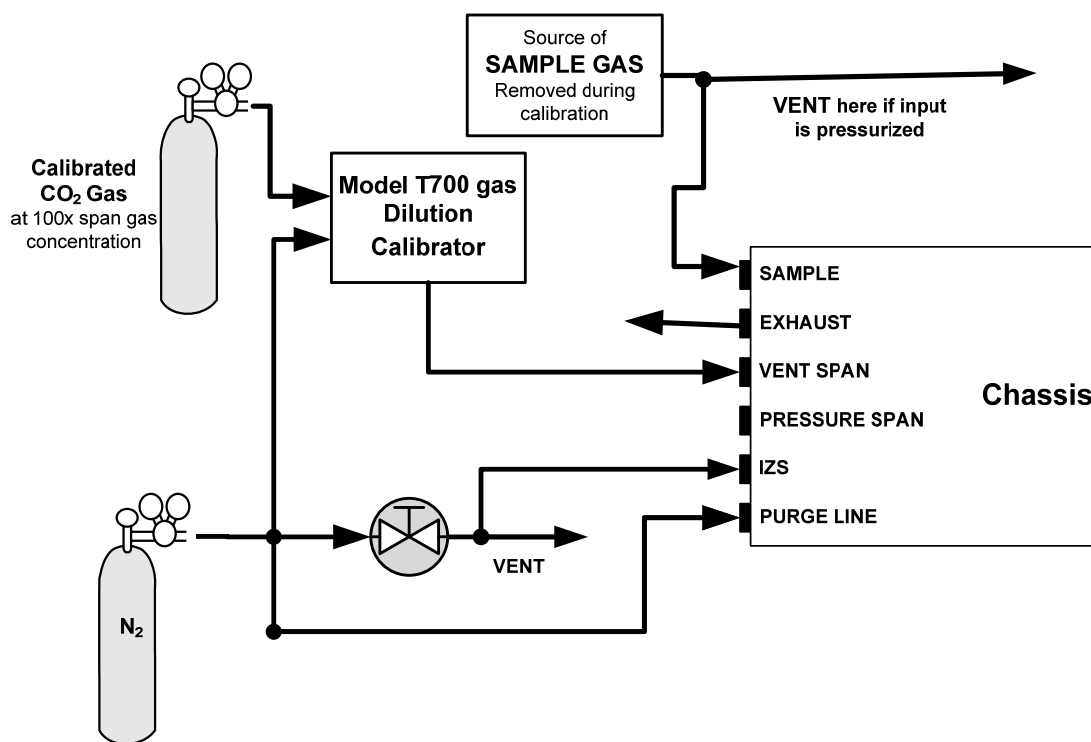 Source of
SAMPLE GAS
Removed during
calibration
VENT here if input
is pressurized
Calibrated
CO₂ Gas
at 100x span gas
concentration
Model T700 gas
Dilution
Calibrator
SAMPLE
EXHAUST
VENT SPAN
PRESSURE SPAN
IZS
PURGE LINE
Chassis
VENT
N₂